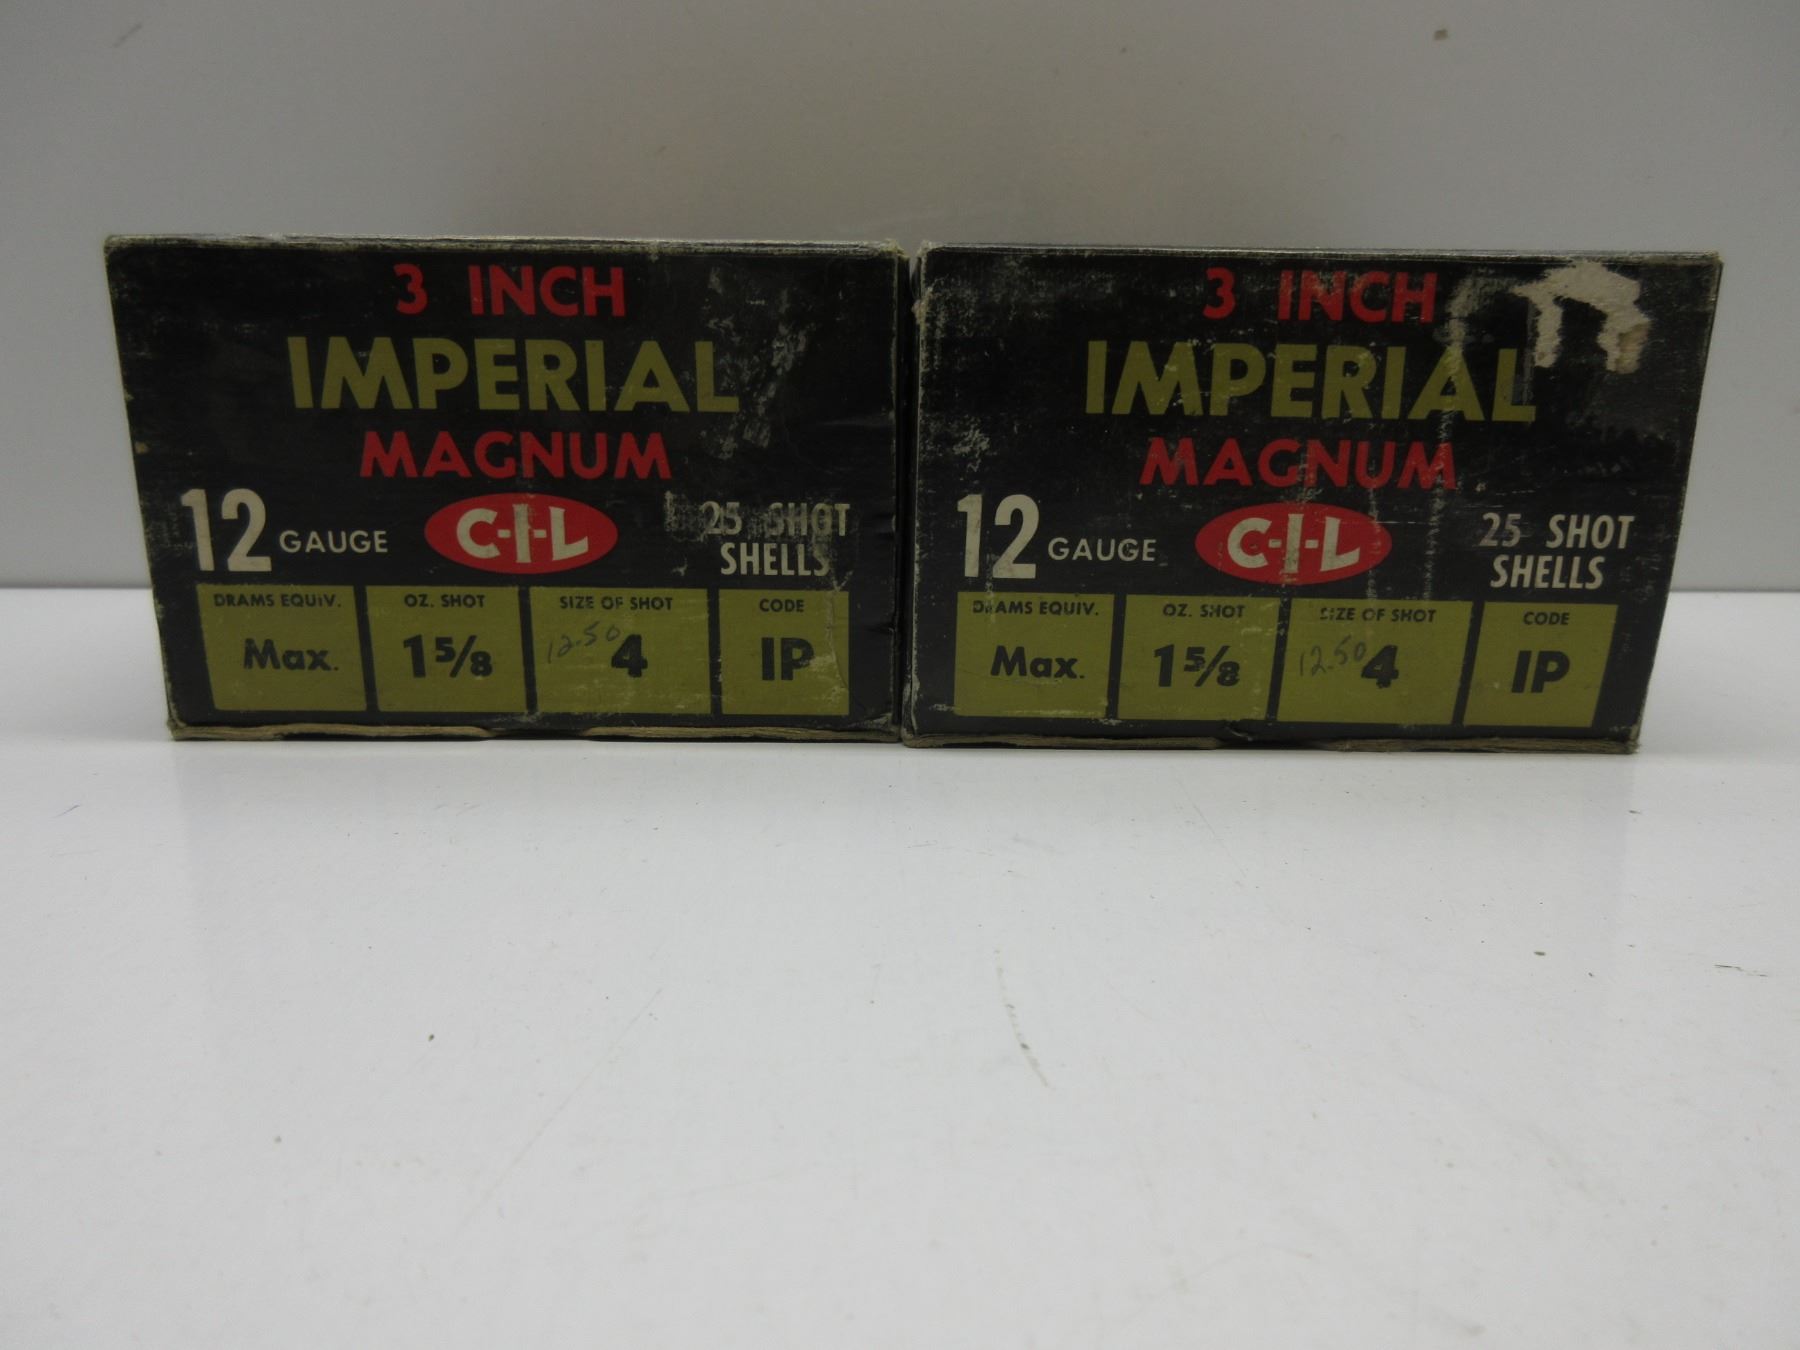 3 INCH
IMPERIAL
MAGNUM
12 GAUGE C-I-L 25 SHOT
SHELLS
DRAMS EQUIV. OZ. SHOT SIZE OF SHOT CODE
Max. 1 5/8 12.50 4 IP
3 INCH
IMPERIAL
MAGNUM
12 GAUGE C-I-L 25 SHOT
SHELLS
DRAMS EQUIV. OZ. SHOT SIZE OF SHOT CODE
Max. 1 5/8 12.50 4 IP